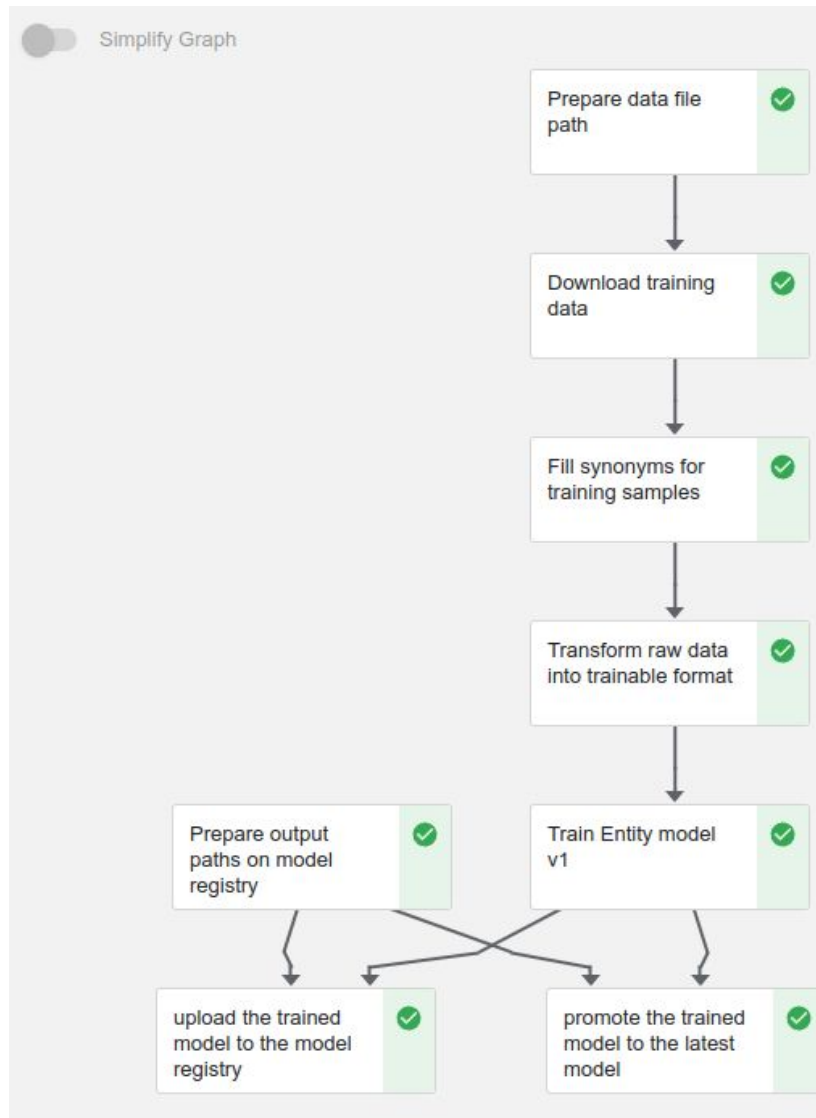 Simplify Graph
Prepare data file
path
Download training
data
Fill synonyms for
training samples
Transform raw data
into trainable format
Prepare output
paths on model
registry
Train Entity model
v1
upload the trained
model to the model
registry
promote the trained
model to the latest
model